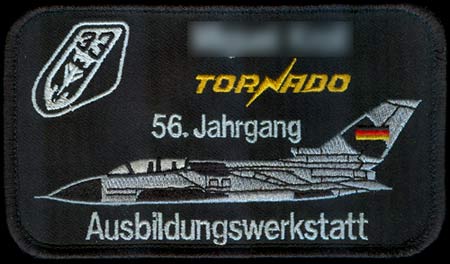 TORNADO
56. Jahrgang
Ausbildungswerkstatt